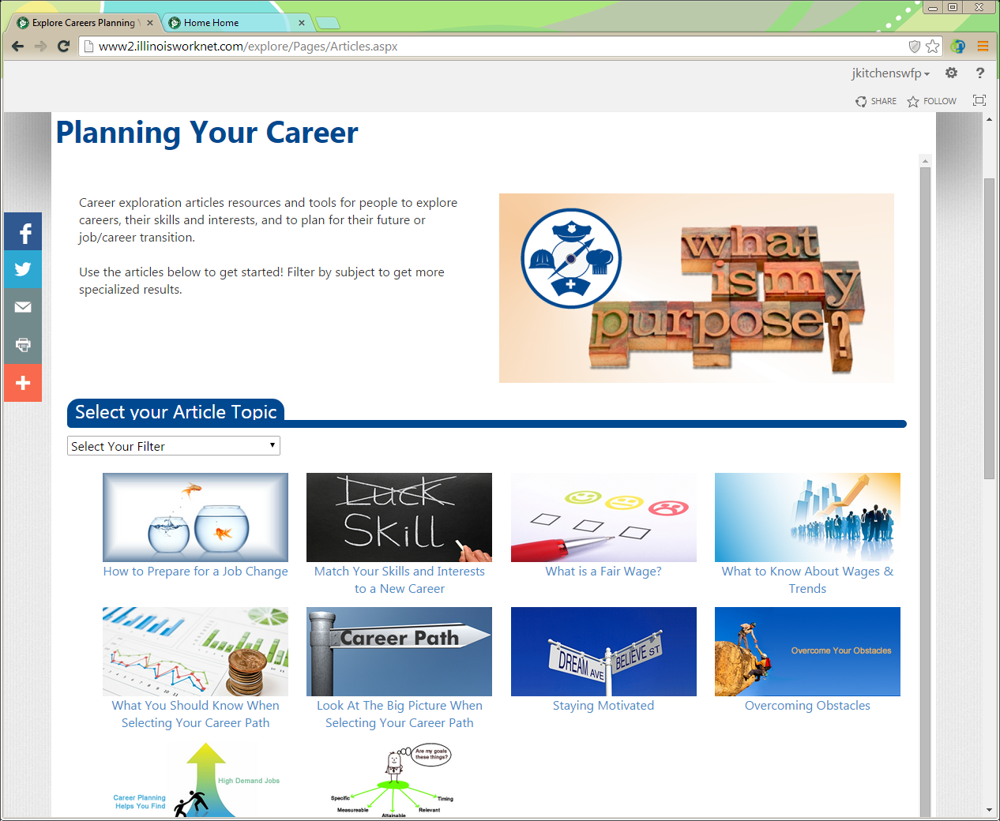 Explore Careers Planning
Home Home
www2.illinoisworknet.com/explore/Pages/Articles.aspx
jkitchenswfp
SHARE
FOLLOW
Planning Your Career
Career exploration articles resources and tools for people to explore
careers, their skills and interests, and to plan for their future or
job/career transition.
Use the articles below to get started! Filter by subject to get more
specialized results.
what
is my
purpose?
Select your Article Topic
Select Your Filter
Luck
Skill
How to Prepare for a Job Change
Match Your Skills and Interests
to a New Career
What is a Fair Wage?
What to Know About Wages &
Trends
Career Path
DREAM AVE
BELIEVE ST
Overcome Your Obstacles
What You Should Know When
Selecting Your Career Path
Look At The Big Picture When
Selecting Your Career Path
Staying Motivated
Overcoming Obstacles
High Demand Jobs
Career Planning
Helps You Find
Are my goals
these things?
Specific
Timing
Measureable
Relevant
Attainable